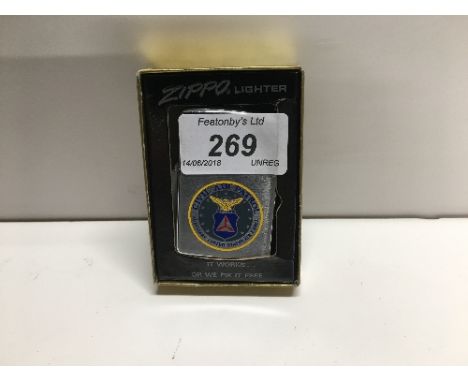 ZIPPO LIGHTER
Featonby's Ltd
269
14/06/2018 UNREG
IT WORKS...
OR WE FIX IT FREE